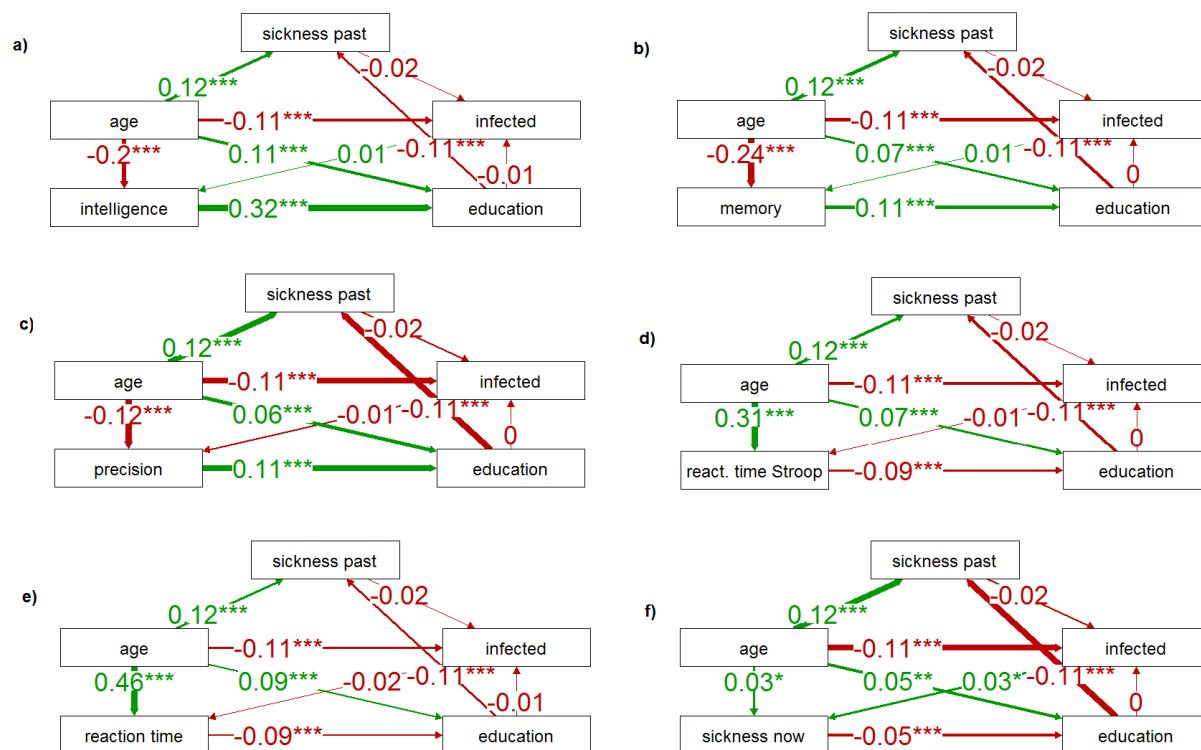 a)
sickness past
0.12***
-0.02
age
-0.11***
infected
-0.2***
0.11***
0.01
-0.11***
-0.01
intelligence
0.32***
education
b)
sickness past
0.12***
-0.02
age
-0.11***
infected
-0.24***
0.07***
0.01
-0.11***
0
memory
0.11***
education
c)
sickness past
0.12***
-0.02
age
-0.11***
infected
-0.12***
0.06***
-0.01
-0.11***
0
precision
0.11***
education
d)
sickness past
0.12***
-0.02
age
-0.11***
infected
0.31***
0.07***
-0.01
-0.11***
0
react. time Stroop
-0.09***
education
e)
sickness past
0.12***
-0.02
age
-0.11***
infected
0.46***
0.09***
-0.02
-0.11***
-0.01
reaction time
-0.09***
education
f)
sickness past
0.12***
-0.02
age
-0.11***
infected
0.03*
0.05**
0.03*
-0.11***
0
sickness now
-0.05***
education